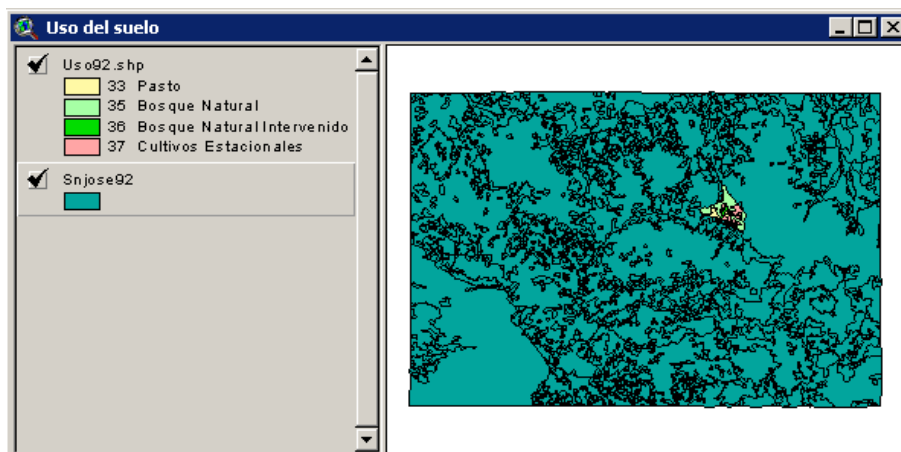 Uso del suelo
Uso92.shp
33 Pasto
35 Bosque Natural
36 Bosque Natural Intervenido
37 Cultivos Estacionales
Snjose92